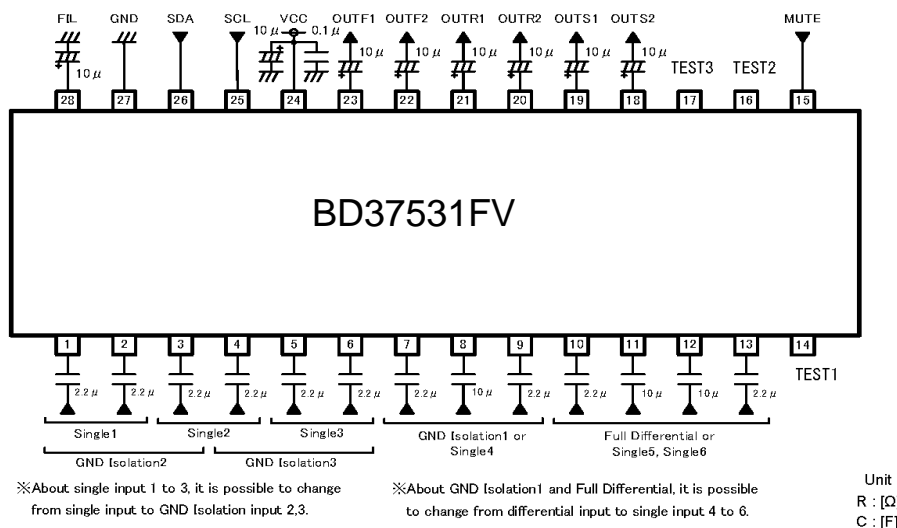 FIL GND SDA SCL VCC OUTF1 OUTF2 OUTR1 OUTR2 OUTS1 OUTS2 MUTE
10μ 0.1μ 10μ 10μ 10μ 10μ 10μ 10μ
10μ TEST3 TEST2
28 27 26 25 24 23 22 21 20 19 18 17 16 15
BD37531FV
1 2 3 4 5 6 7 8 9 10 11 12 13 14
TEST1
2.2μ 2.2μ 2.2μ 2.2μ 2.2μ 2.2μ 2.2μ 10μ 2.2μ 2.2μ 10μ 10μ 2.2μ
Single1 Single2 Single3 GND Isolation1 or Full Differential or
Single4 Single5, Single6
GND Isolation2 GND Isolation3
※About single input 1 to 3, it is possible to change
from single input to GND Isolation input 2,3.
※About GND Isolation1 and Full Differential, it is possible
to change from differential input to single input 4 to 6.
Unit
R : [Ω]
C : [F]